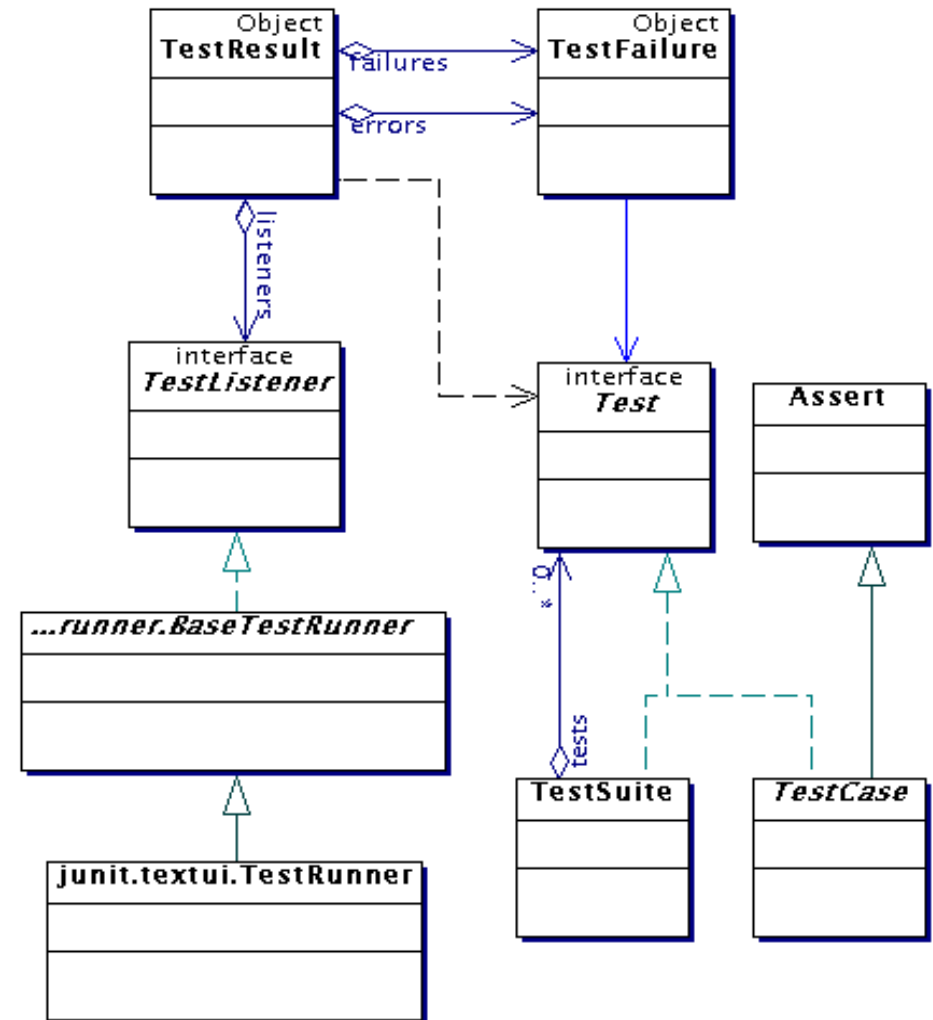 Object
TestResult
Object
TestFailure
failures
errors
listeners
interface
TestListener
interface
Test
Assert
0..*
...runner.BaseTestRunner
tests
TestSuite
TestCase
junit.textui.TestRunner